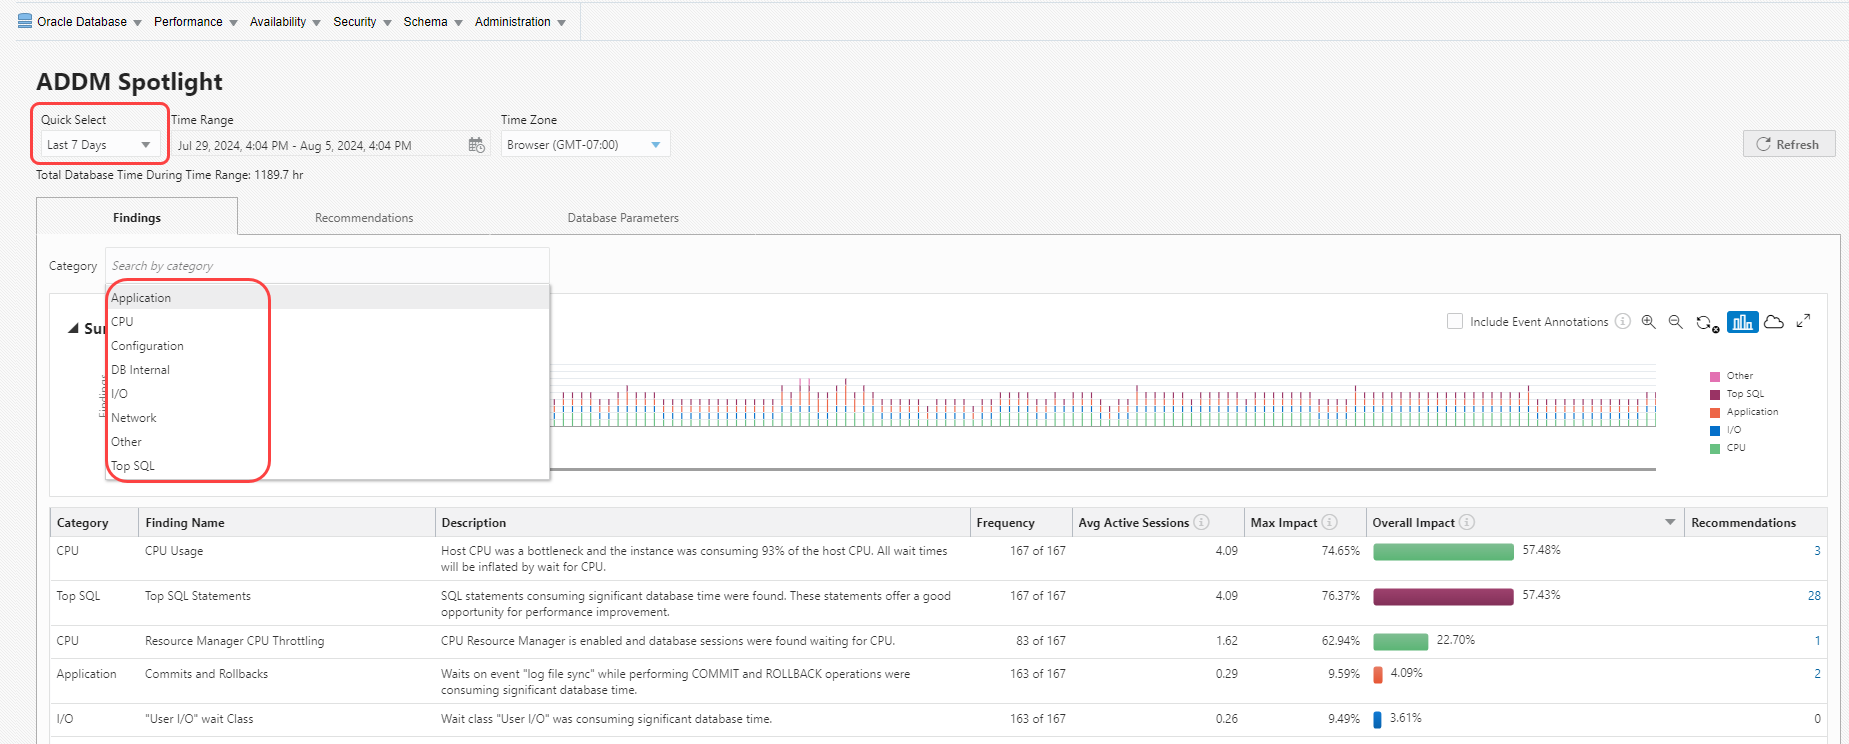 Oracle Database Performance Availability Security Schema Administration
ADDM Spotlight
Quick Select Time Range Time Zone
Last 7 Days Jul 29, 2024, 4:04 PM - Aug 5, 2024, 4:04 PM Browser (GMT-07:00) Refresh
Total Database Time During Time Range: 1189.7 hr
Findings Recommendations Database Parameters
Category Search by category
Application
CPU
Configuration
DB Internal
I/O
Network
Other
Top SQL
Include Event Annotations
Findings
Other
Top SQL
Application
I/O
CPU
Category Finding Name Description Frequency Avg Active Sessions Max Impact Overall Impact Recommendations
CPU CPU Usage Host CPU was a bottleneck and the instance was consuming 93% of the host CPU. All wait times 167 of 167 4.09 74.65% 57.48% 3
will be inflated by wait for CPU.
Top SQL Top SQL Statements SQL statements consuming significant database time were found. These statements offer a good 167 of 167 4.09 76.37% 57.43% 28
opportunity for performance improvement.
CPU Resource Manager CPU Throttling CPU Resource Manager is enabled and database sessions were found waiting for CPU. 83 of 167 1.62 62.94% 22.70% 1
Application Commits and Rollbacks Waits on event "log file sync" while performing COMMIT and ROLLBACK operations were 163 of 167 0.29 9.59% 4.09% 2
consuming significant database time.
I/O "User I/O" wait Class Wait class "User I/O" was consuming significant database time. 163 of 167 0.26 9.49% 3.61% 0